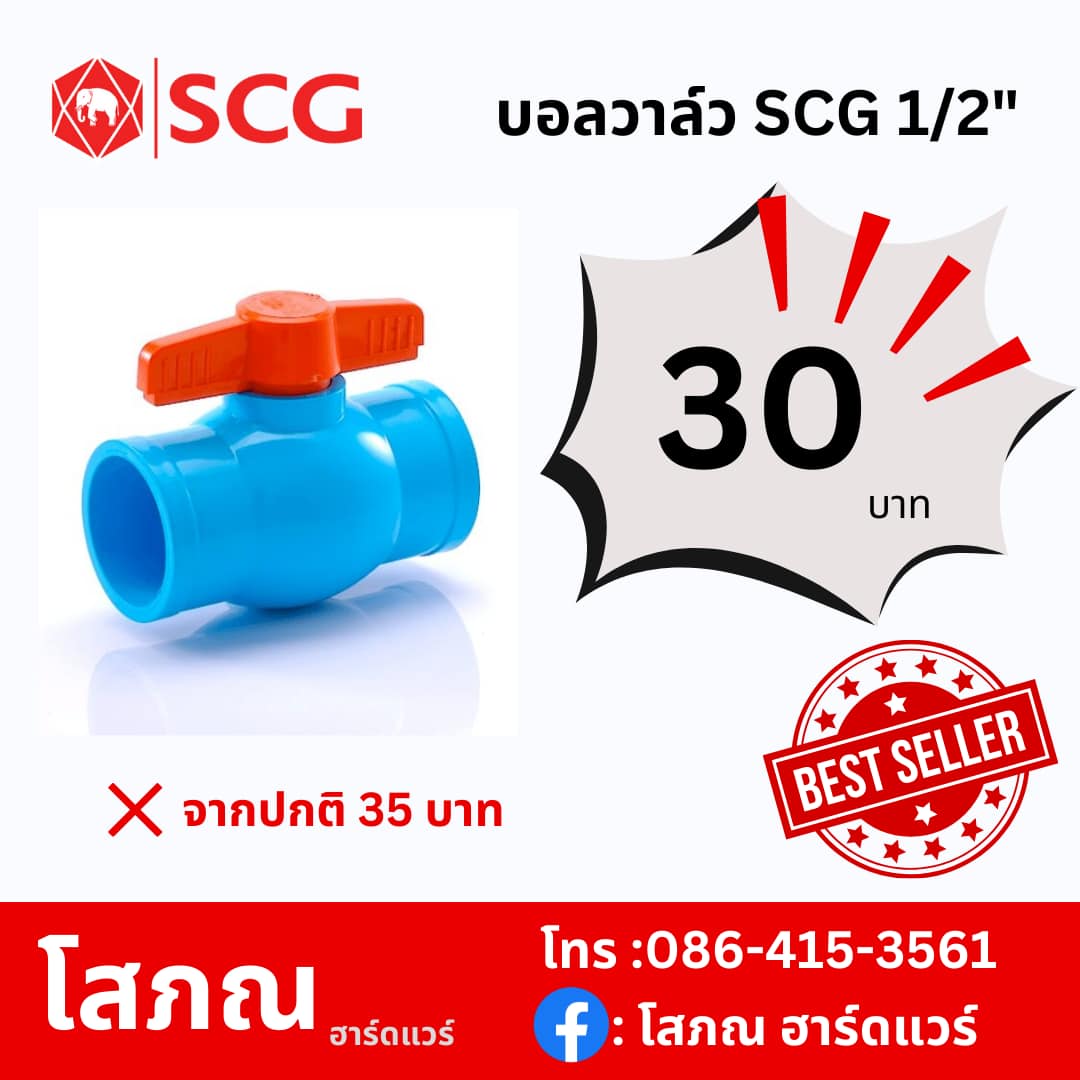 SCG
บอลวาล์ว SCG 1/2"
30
บาท
BEST SELLER
จากปกติ 35 บาท
โสภณ
ฮาร์ดแวร์
โทร :086-415-3561
: โสภณ ฮาร์ดแวร์